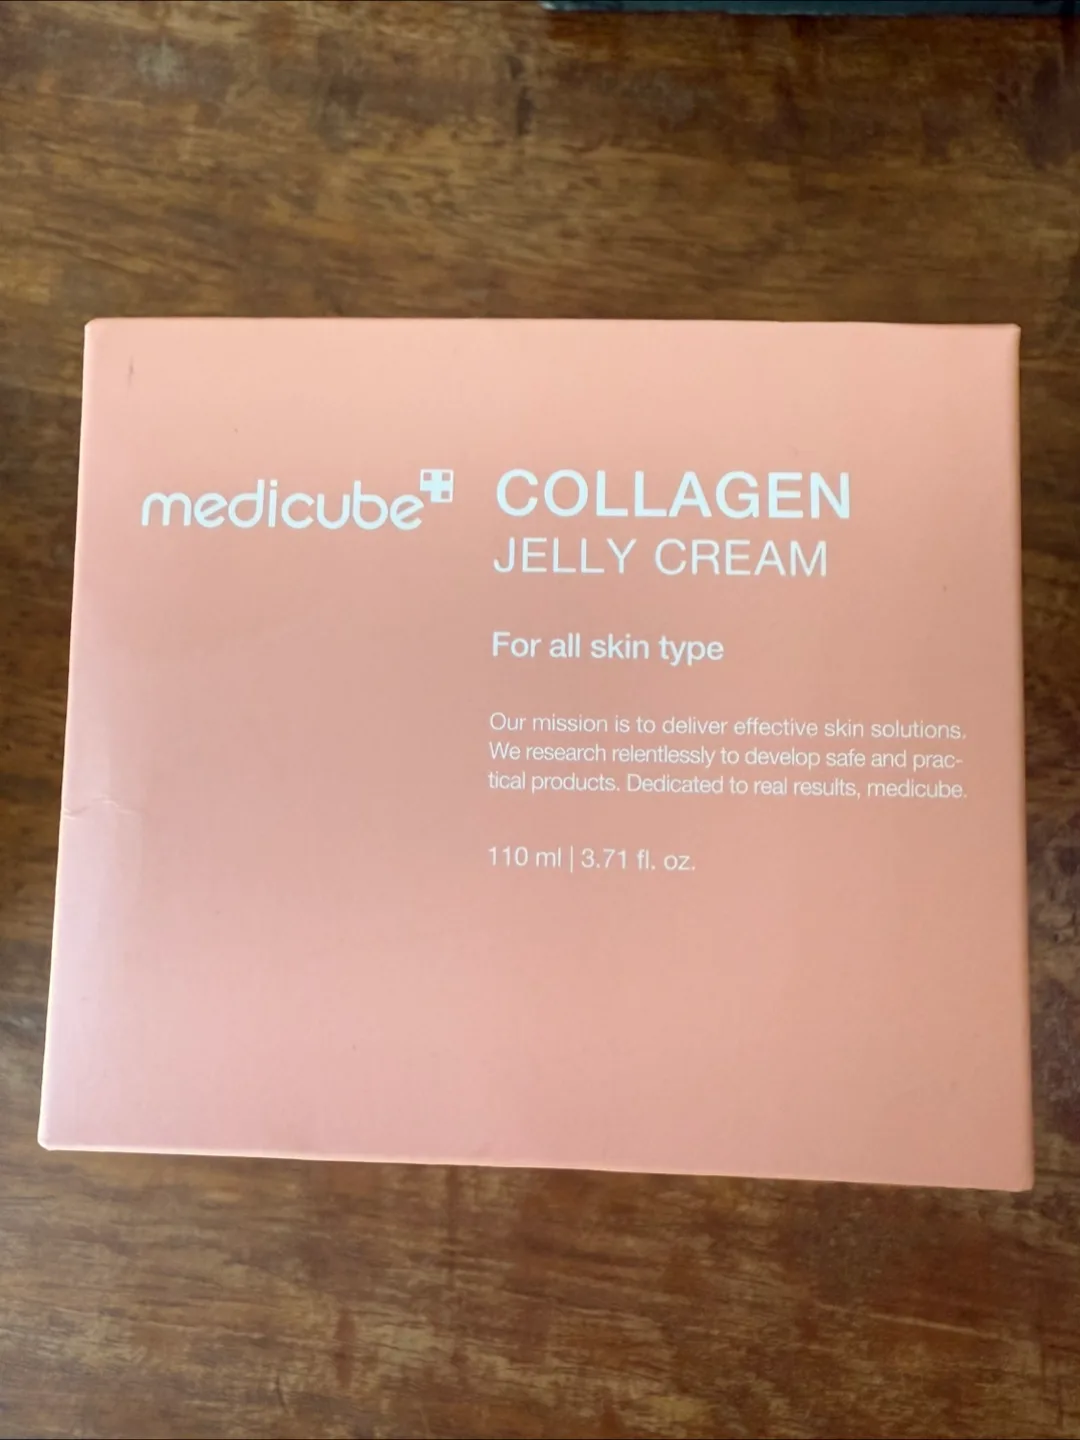 medicube
COLLAGEN
JELLY CREAM
For all skin type
Our mission is to deliver effective skin solutions.
We research relentlessly to develop safe and prac-
tical products. Dedicated to real results, medicube.
110 ml | 3.71 fl. oz.